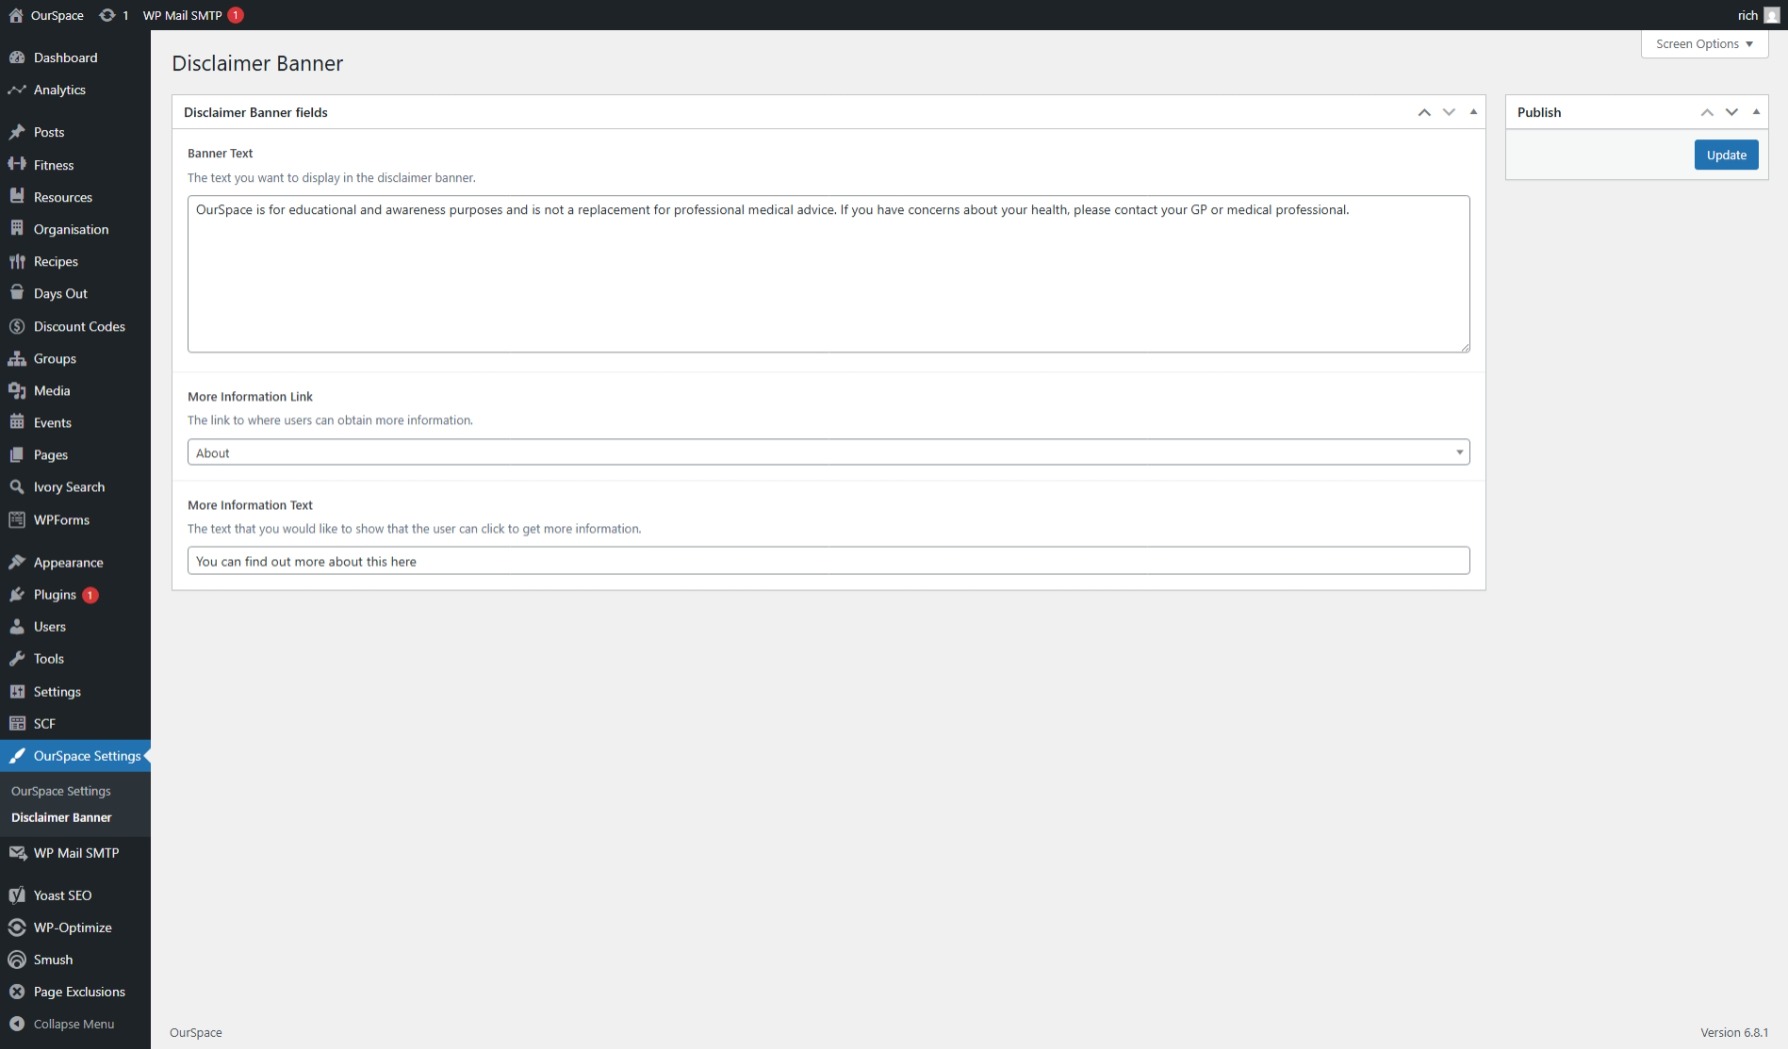 OurSpace 1 WP Mail SMTP 1 rich
Screen Options
Dashboard
Analytics
Posts
Fitness
Resources
Organisation
Recipes
Days Out
Discount Codes
Groups
Media
Events
Pages
Ivory Search
WPForms
Appearance
Plugins 1
Users
Tools
Settings
SCF
OurSpace Settings
OurSpace Settings
Disclaimer Banner
WP Mail SMTP
Yoast SEO
WP-Optimize
Smush
Page Exclusions
Collapse Menu
Disclaimer Banner
Disclaimer Banner fields
Banner Text
The text you want to display in the disclaimer banner.
OurSpace is for educational and awareness purposes and is not a replacement for professional medical advice. If you have concerns about your health, please contact your GP or medical professional.
More Information Link
The link to where users can obtain more information.
About
More Information Text
The text that you would like to show that the user can click to get more information.
You can find out more about this here
Publish
Update
OurSpace
Version 6.8.1